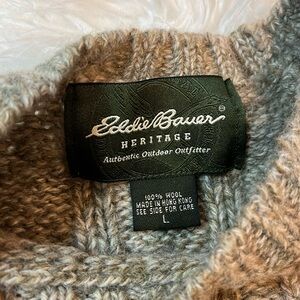 Eddie Bauer ®
HERITAGE
Authentic Outdoor Outfitter
100% WOOL
MADE IN HONG KONG
SEE SIDE FOR CARE
L